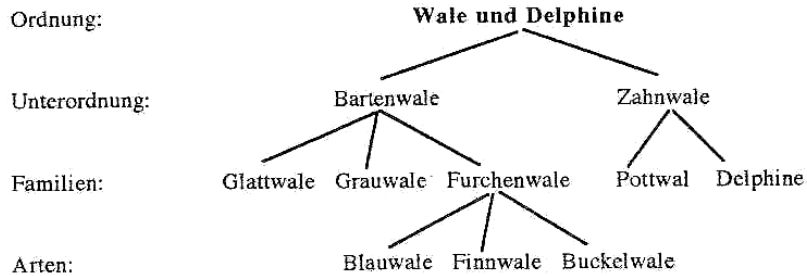 Ordnung: Wale und Delphine
Unterordnung: Bartenwale Zahnwale
Familien: Glattwale Grauwale Furchenwale Pottwal Delphine
Arten: Blauwale Finnwale Buckelwale